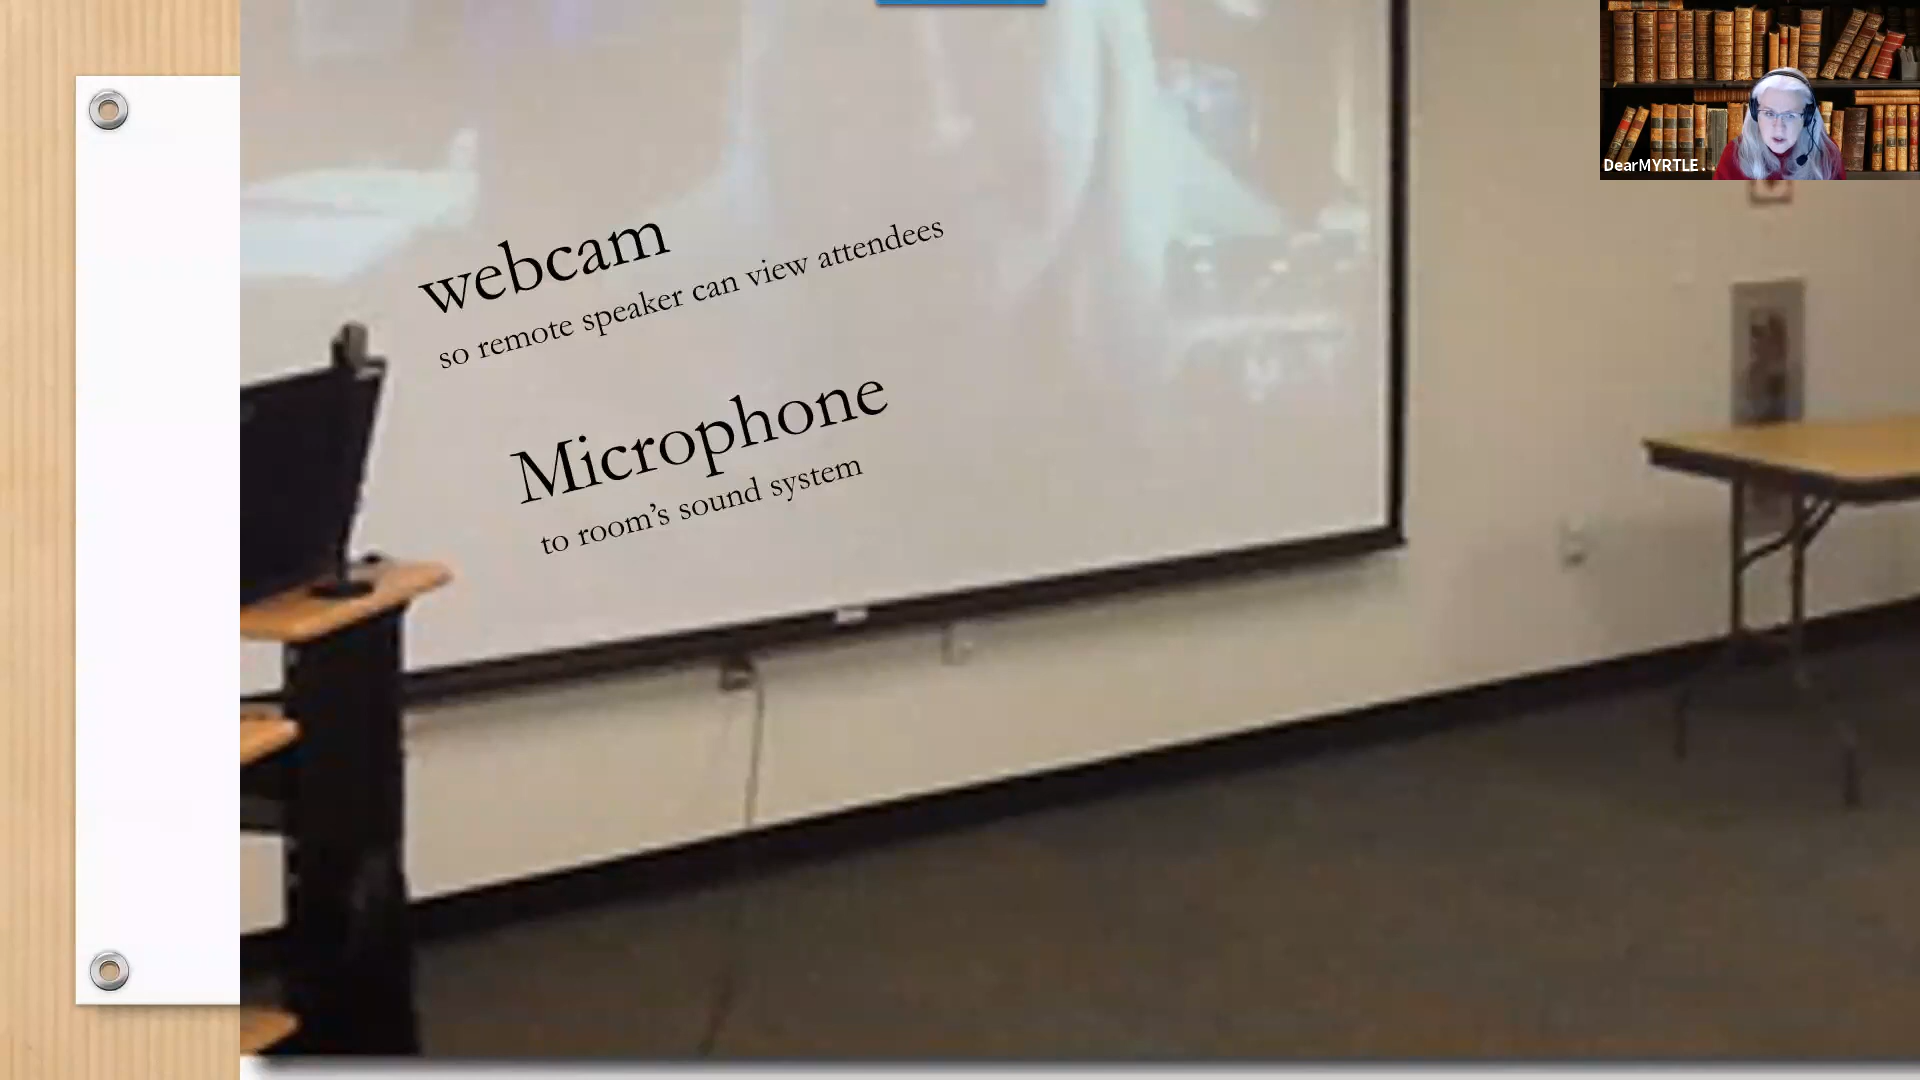 webcam
so remote speaker can view attendees
Microphone
to room's sound system
DearMYRTLE